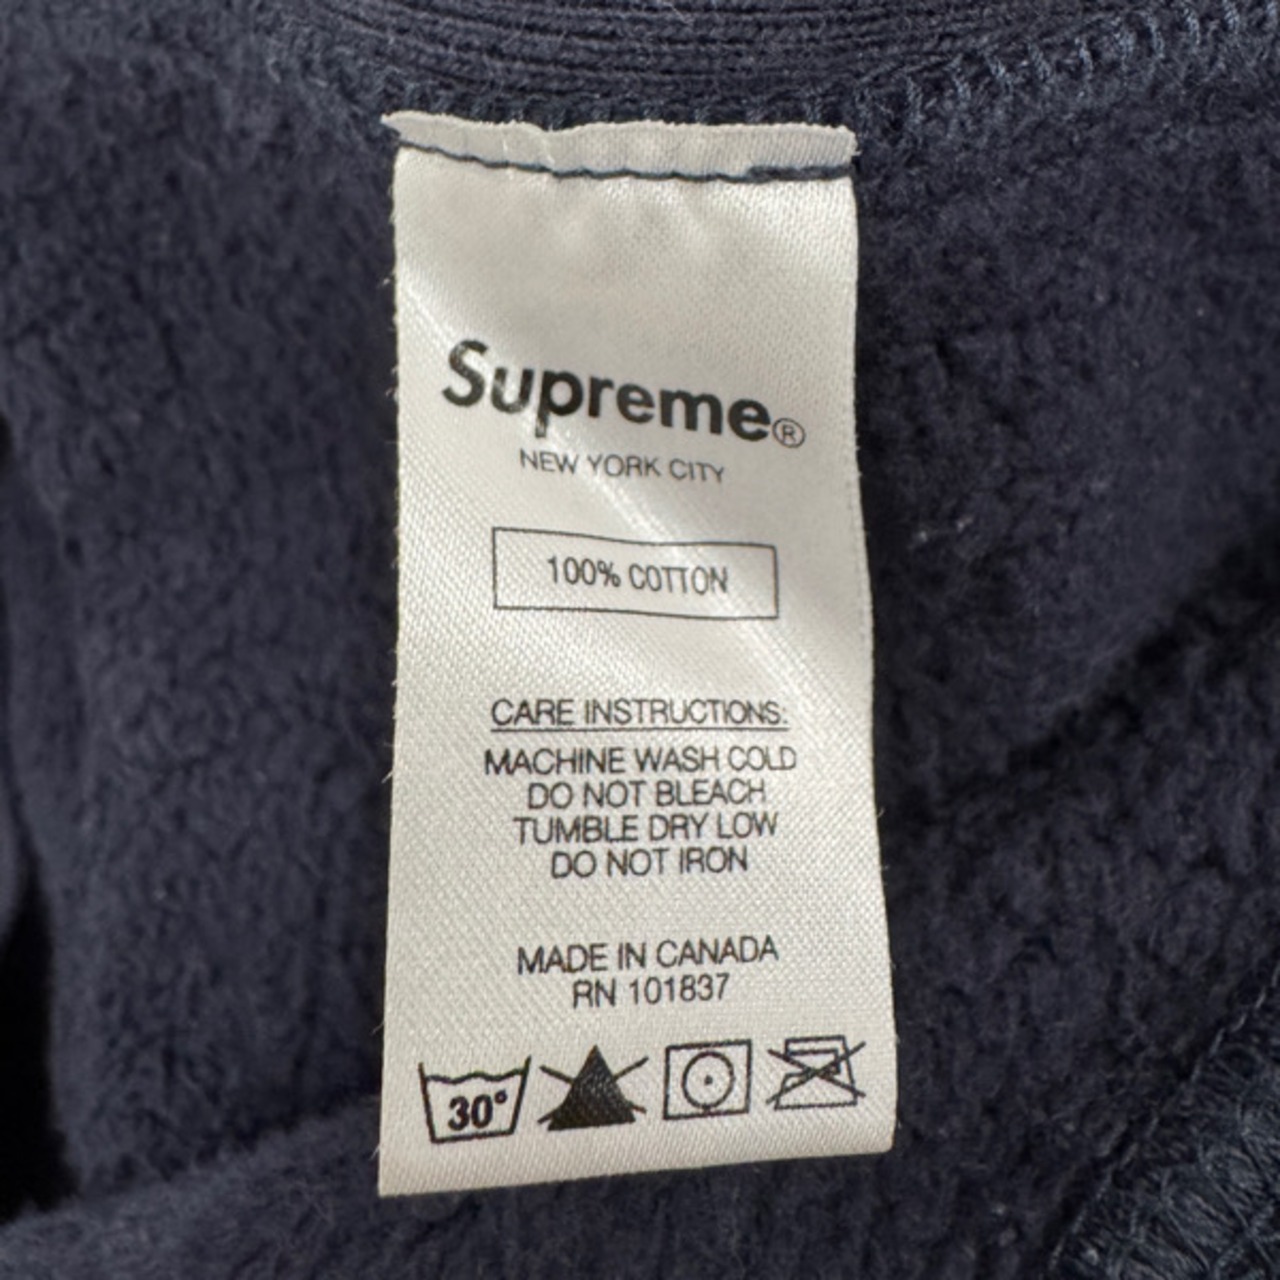 Supreme®
NEW YORK CITY
100% COTTON
CARE INSTRUCTIONS:
MACHINE WASH COLD
DO NOT BLEACH
TUMBLE DRY LOW
DO NOT IRON
MADE IN CANADA
RN 101837
30°